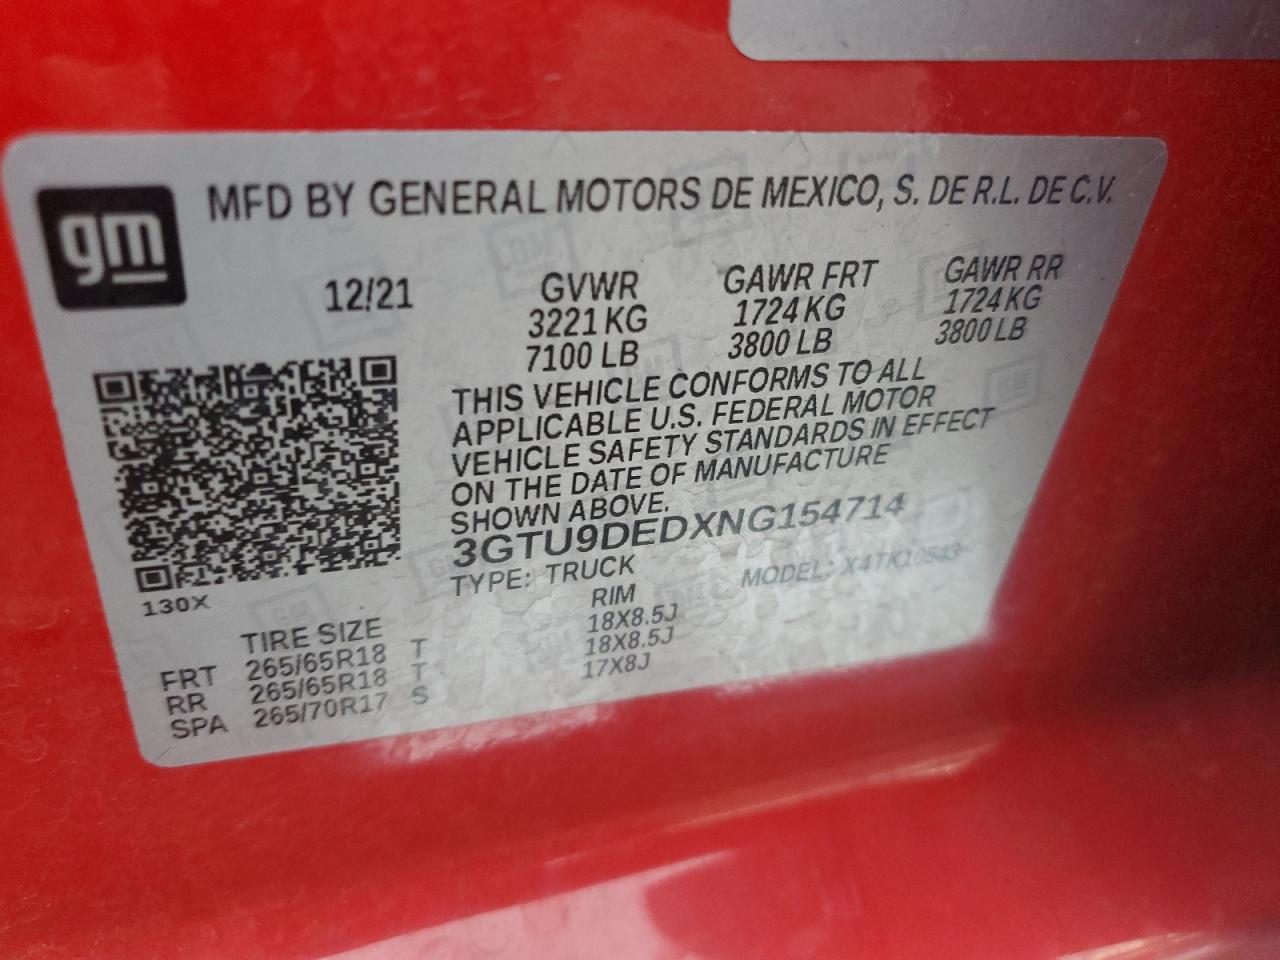 gm
MFD BY GENERAL MOTORS DE MEXICO, S. DE R.L. DE C.V.
12/21 GVWR GAWR FRT GAWR RR
3221 KG 1724 KG 1724 KG
7100 LB 3800 LB 3800 LB
THIS VEHICLE CONFORMS TO ALL
APPLICABLE U.S. FEDERAL MOTOR
VEHICLE SAFETY STANDARDS IN EFFECT
ON THE DATE OF MANUFACTURE
SHOWN ABOVE.
3GTU9DEDXNG154714
TYPE: TRUCK MODEL: X4TK10543
130X
TIRE SIZE RIM
FRT 265/65R18 T 18X8.5J
RR 265/65R18 T 18X8.5J
SPA 265/70R17 S 17X8J